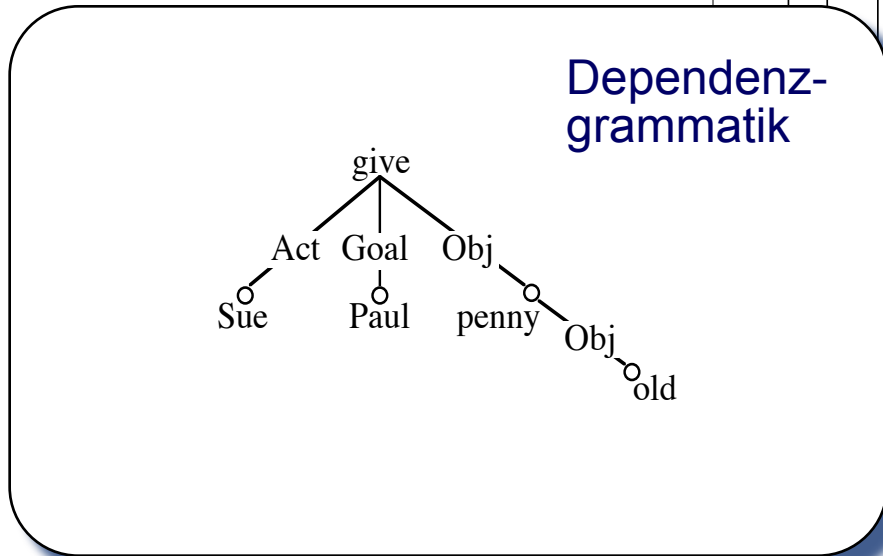 Dependenz-
grammatik
give
Act Goal Obj
Sue Paul penny
Obj
old